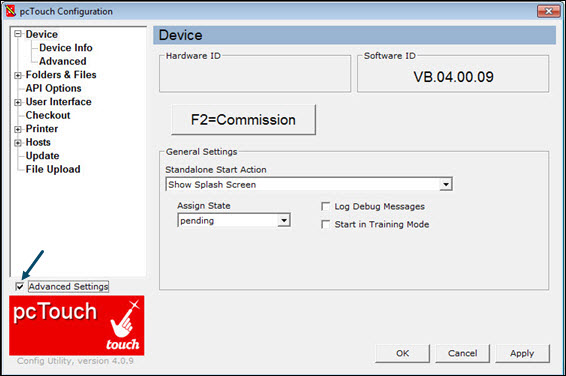 pcTouch Configuration
Device
Device Info
Advanced
Folders & Files
API Options
User Interface
Checkout
Printer
Hosts
Update
File Upload
Advanced Settings
pcTouch
touch
Config Utility, version 4.0.9
Device
Hardware ID
Software ID
VB.04.00.09
F2=Commission
General Settings
Standalone Start Action
Show Splash Screen
Assign State
pending
Log Debug Messages
Start in Training Mode
OK Cancel Apply